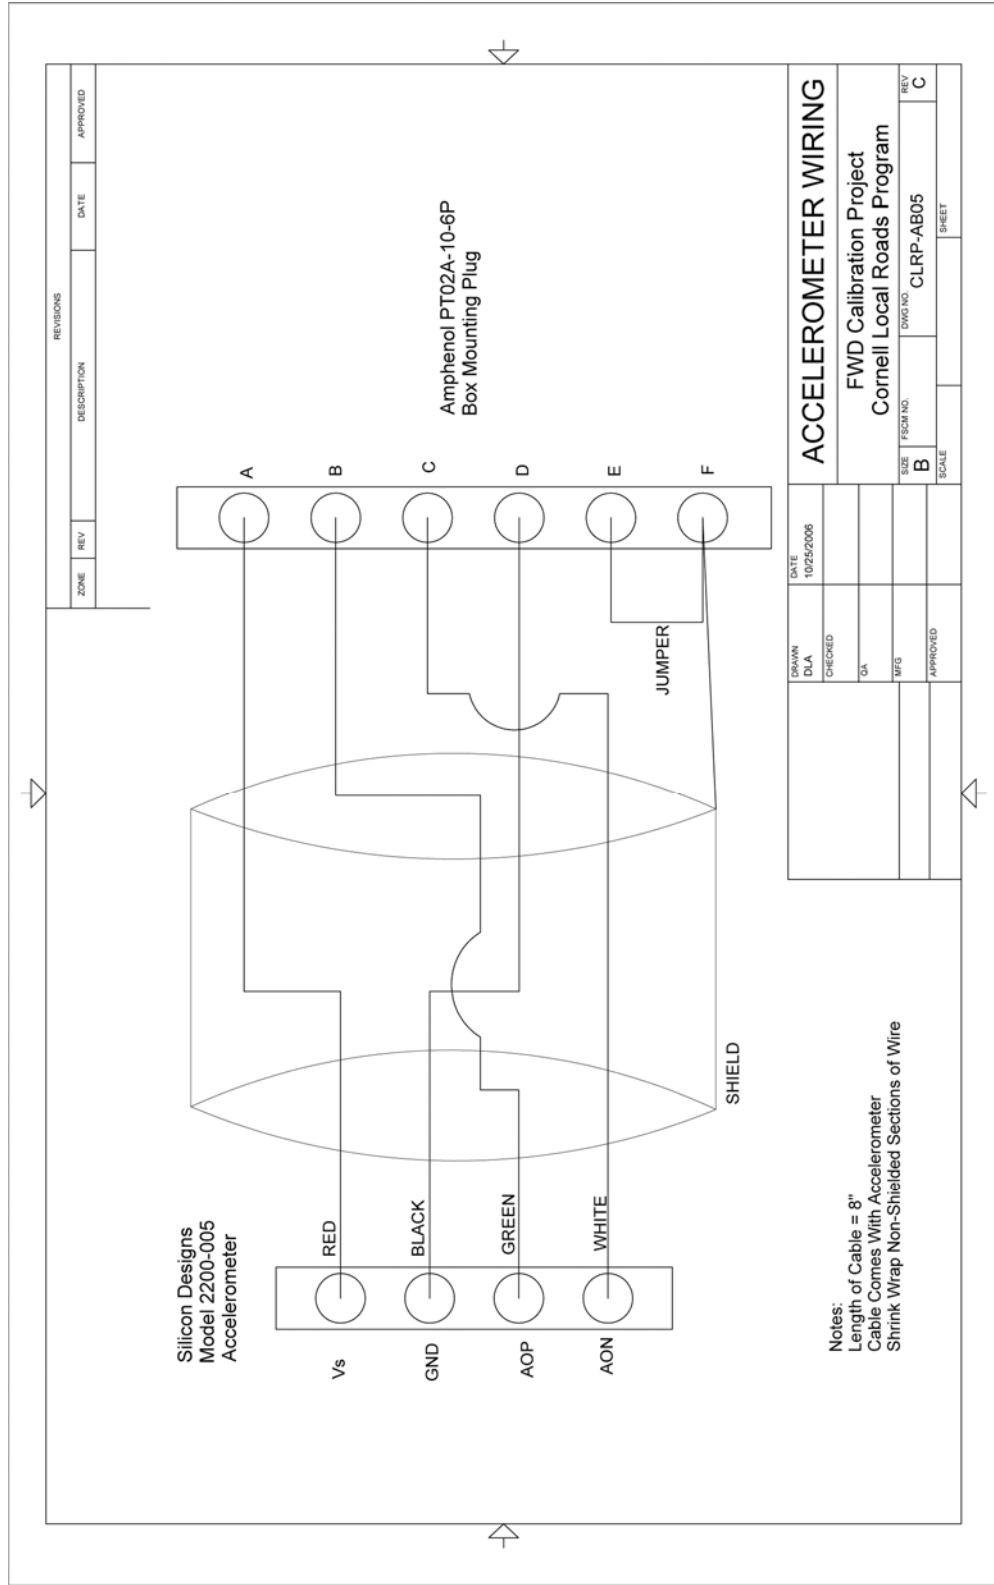 REVISIONS
ZONE REV DESCRIPTION DATE APPROVED
Silicon Designs
Model 2200-005
Accelerometer
Amphenol PT02A-10-6P
Box Mounting Plug
Vs
GND
AOP
AON
RED
BLACK
GREEN
WHITE
SHIELD
JUMPER
A
B
C
D
E
F
Notes:
Length of Cable = 8"
Cable Comes With Accelerometer
Shrink Wrap Non-Shielded Sections of Wire
DRAWN
DLA
DATE
10/25/2006
CHECKED
QA
MFG
APPROVED
ACCELEROMETER WIRING
FWD Calibration Project
Cornell Local Roads Program
SIZE
B
FSCM NO.
DWG NO.
CLRP-AB05
REV
C
SCALE
SHEET